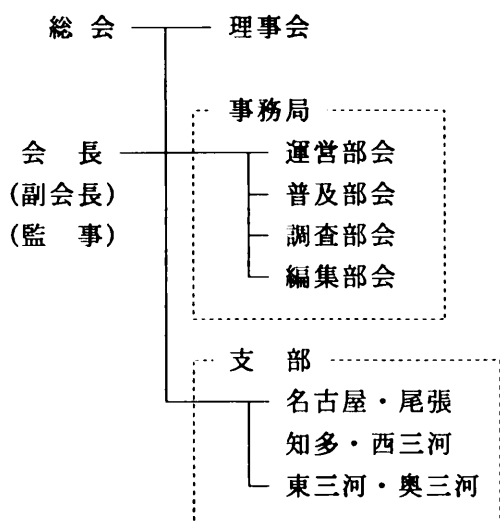 総会 理事会
事務局
会長 運営部会
(副会長) 普及部会
(監事) 調査部会
編集部会
支部
名古屋・尾張
知多・西三河
東三河・奥三河